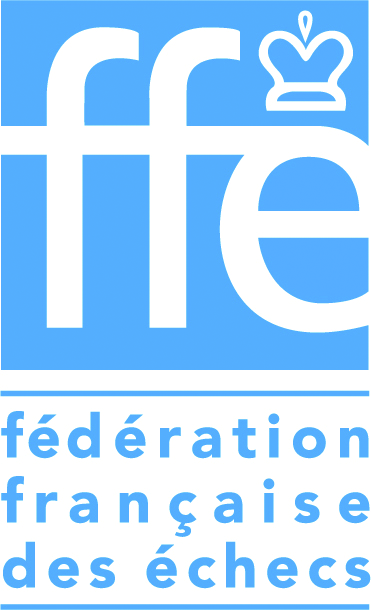 ffe
fédération
française
des échecs